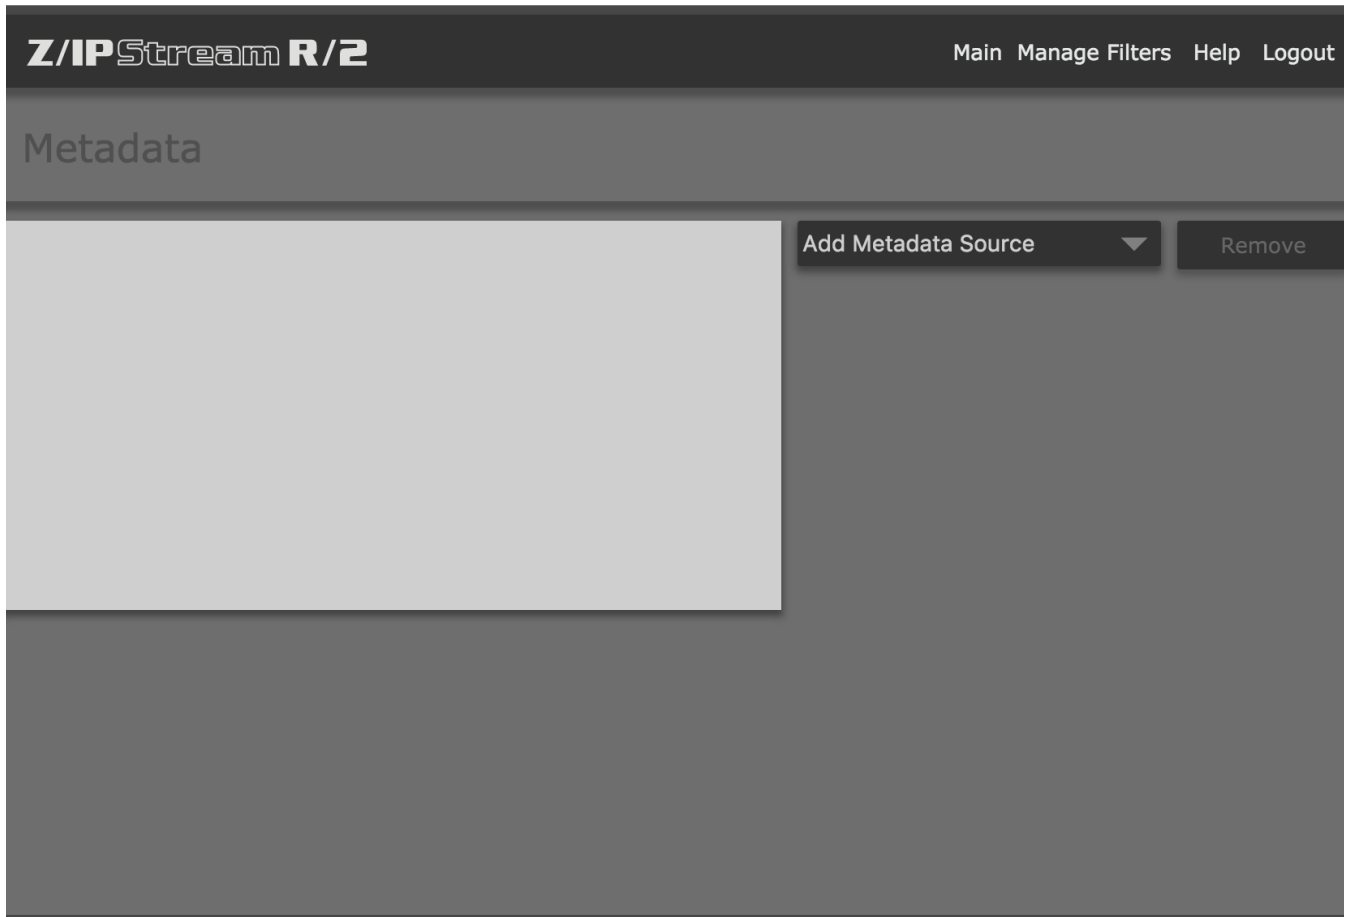 Z/IPStream R/2
Main Manage Filters Help Logout
Metadata
Add Metadata Source
Remove